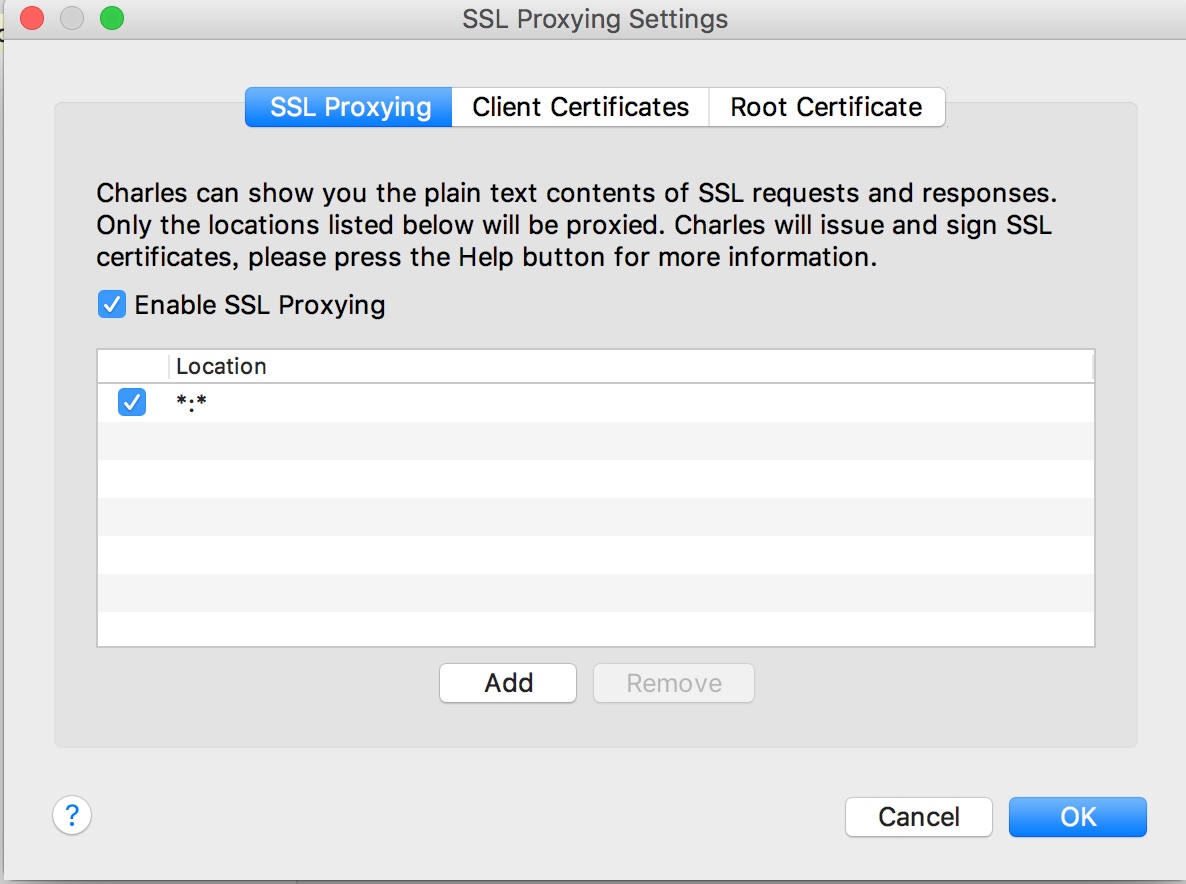 SSL Proxying Settings
SSL Proxying Client Certificates Root Certificate
Charles can show you the plain text contents of SSL requests and responses.
Only the locations listed below will be proxied. Charles will issue and sign SSL
certificates, please press the Help button for more information.
Enable SSL Proxying
Location
*:*
Add Remove
? Cancel OK